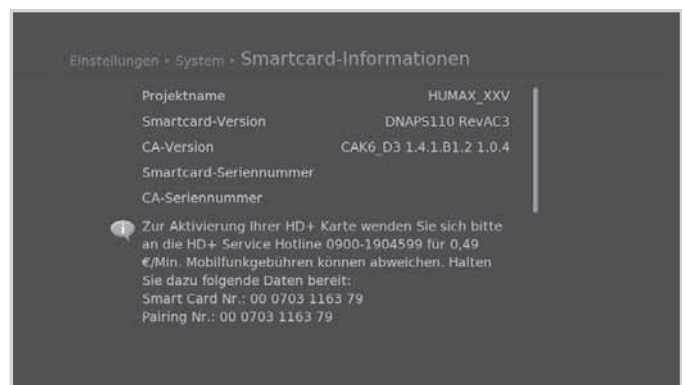 Einstellungen ‣ System ‣ Smartcard-Informationen
Projektname HUMAX_XXV
Smartcard-Version DNAPS110 RevAC3
CA-Version CAK6_D3 1.4.1.B1.2 1.0.4
Smartcard-Seriennummer
CA-Seriennummer
Zur Aktivierung Ihrer HD+ Karte wenden Sie sich bitte
an die HD+ Service Hotline 0900-1904599 für 0,49
€/Min. Mobilfunkgebühren können abweichen. Halten
Sie dazu folgende Daten bereit:
Smart Card Nr.: 00 0703 1163 79
Pairing Nr.: 00 0703 1163 79